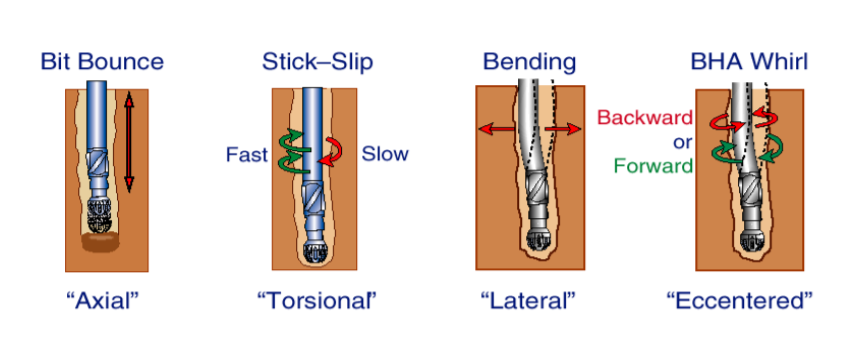 Bit Bounce
Stick–Slip
Bending
BHA Whirl
Fast
Slow
Backward
or
Forward
“Axial”
“Torsional”
“Lateral”
“Eccentered”